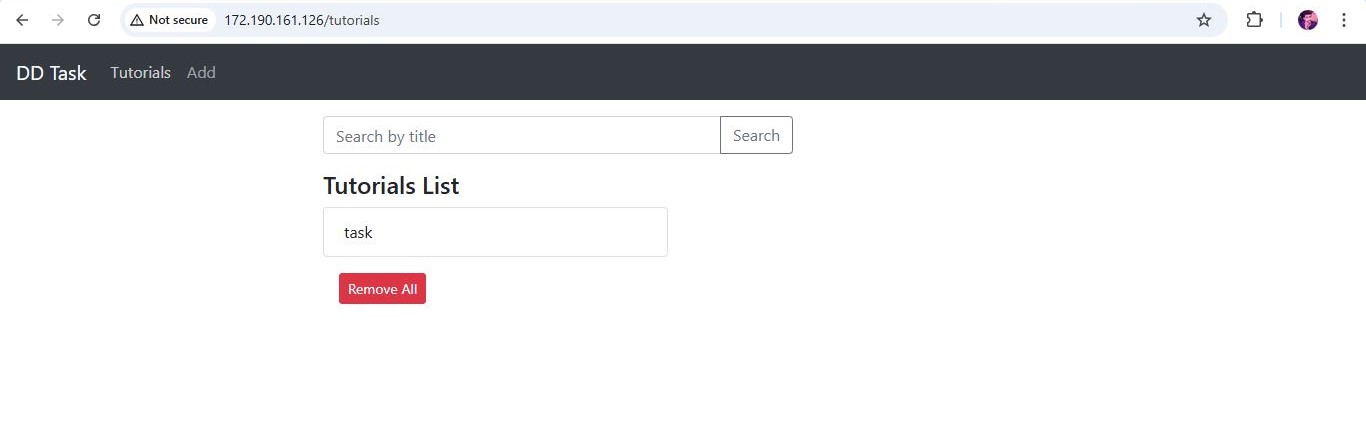 Not secure 172.190.161.126/tutorials
DD Task Tutorials Add
Search by title Search
Tutorials List
task
Remove All